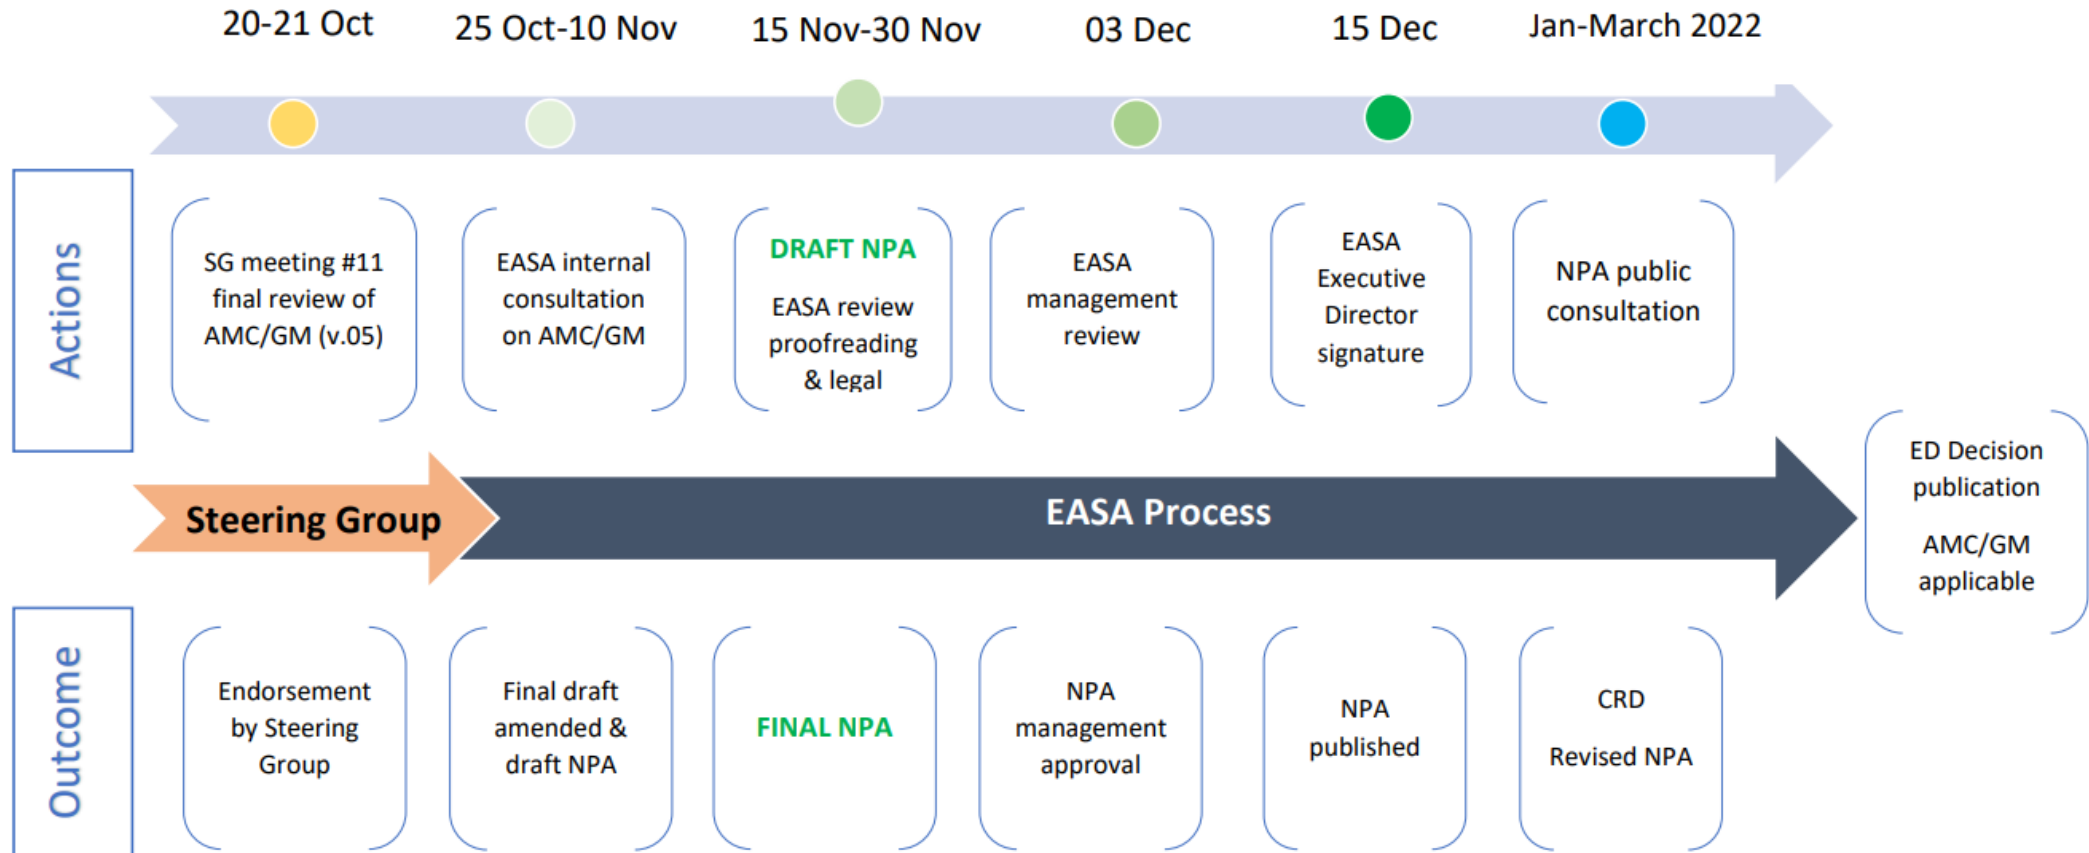 20-21 Oct
25 Oct-10 Nov
15 Nov-30 Nov
03 Dec
15 Dec
Jan-March 2022
Actions
SG meeting #11
final review of
AMC/GM (v.05)
EASA internal
consultation
on AMC/GM
DRAFT NPA
EASA review
proofreading
& legal
EASA
management
review
EASA
Executive
Director
signature
NPA public
consultation
Steering Group
EASA Process
ED Decision
publication
AMC/GM
applicable
Outcome
Endorsement
by Steering
Group
Final draft
amended &
draft NPA
FINAL NPA
NPA
management
approval
NPA
published
CRD
Revised NPA